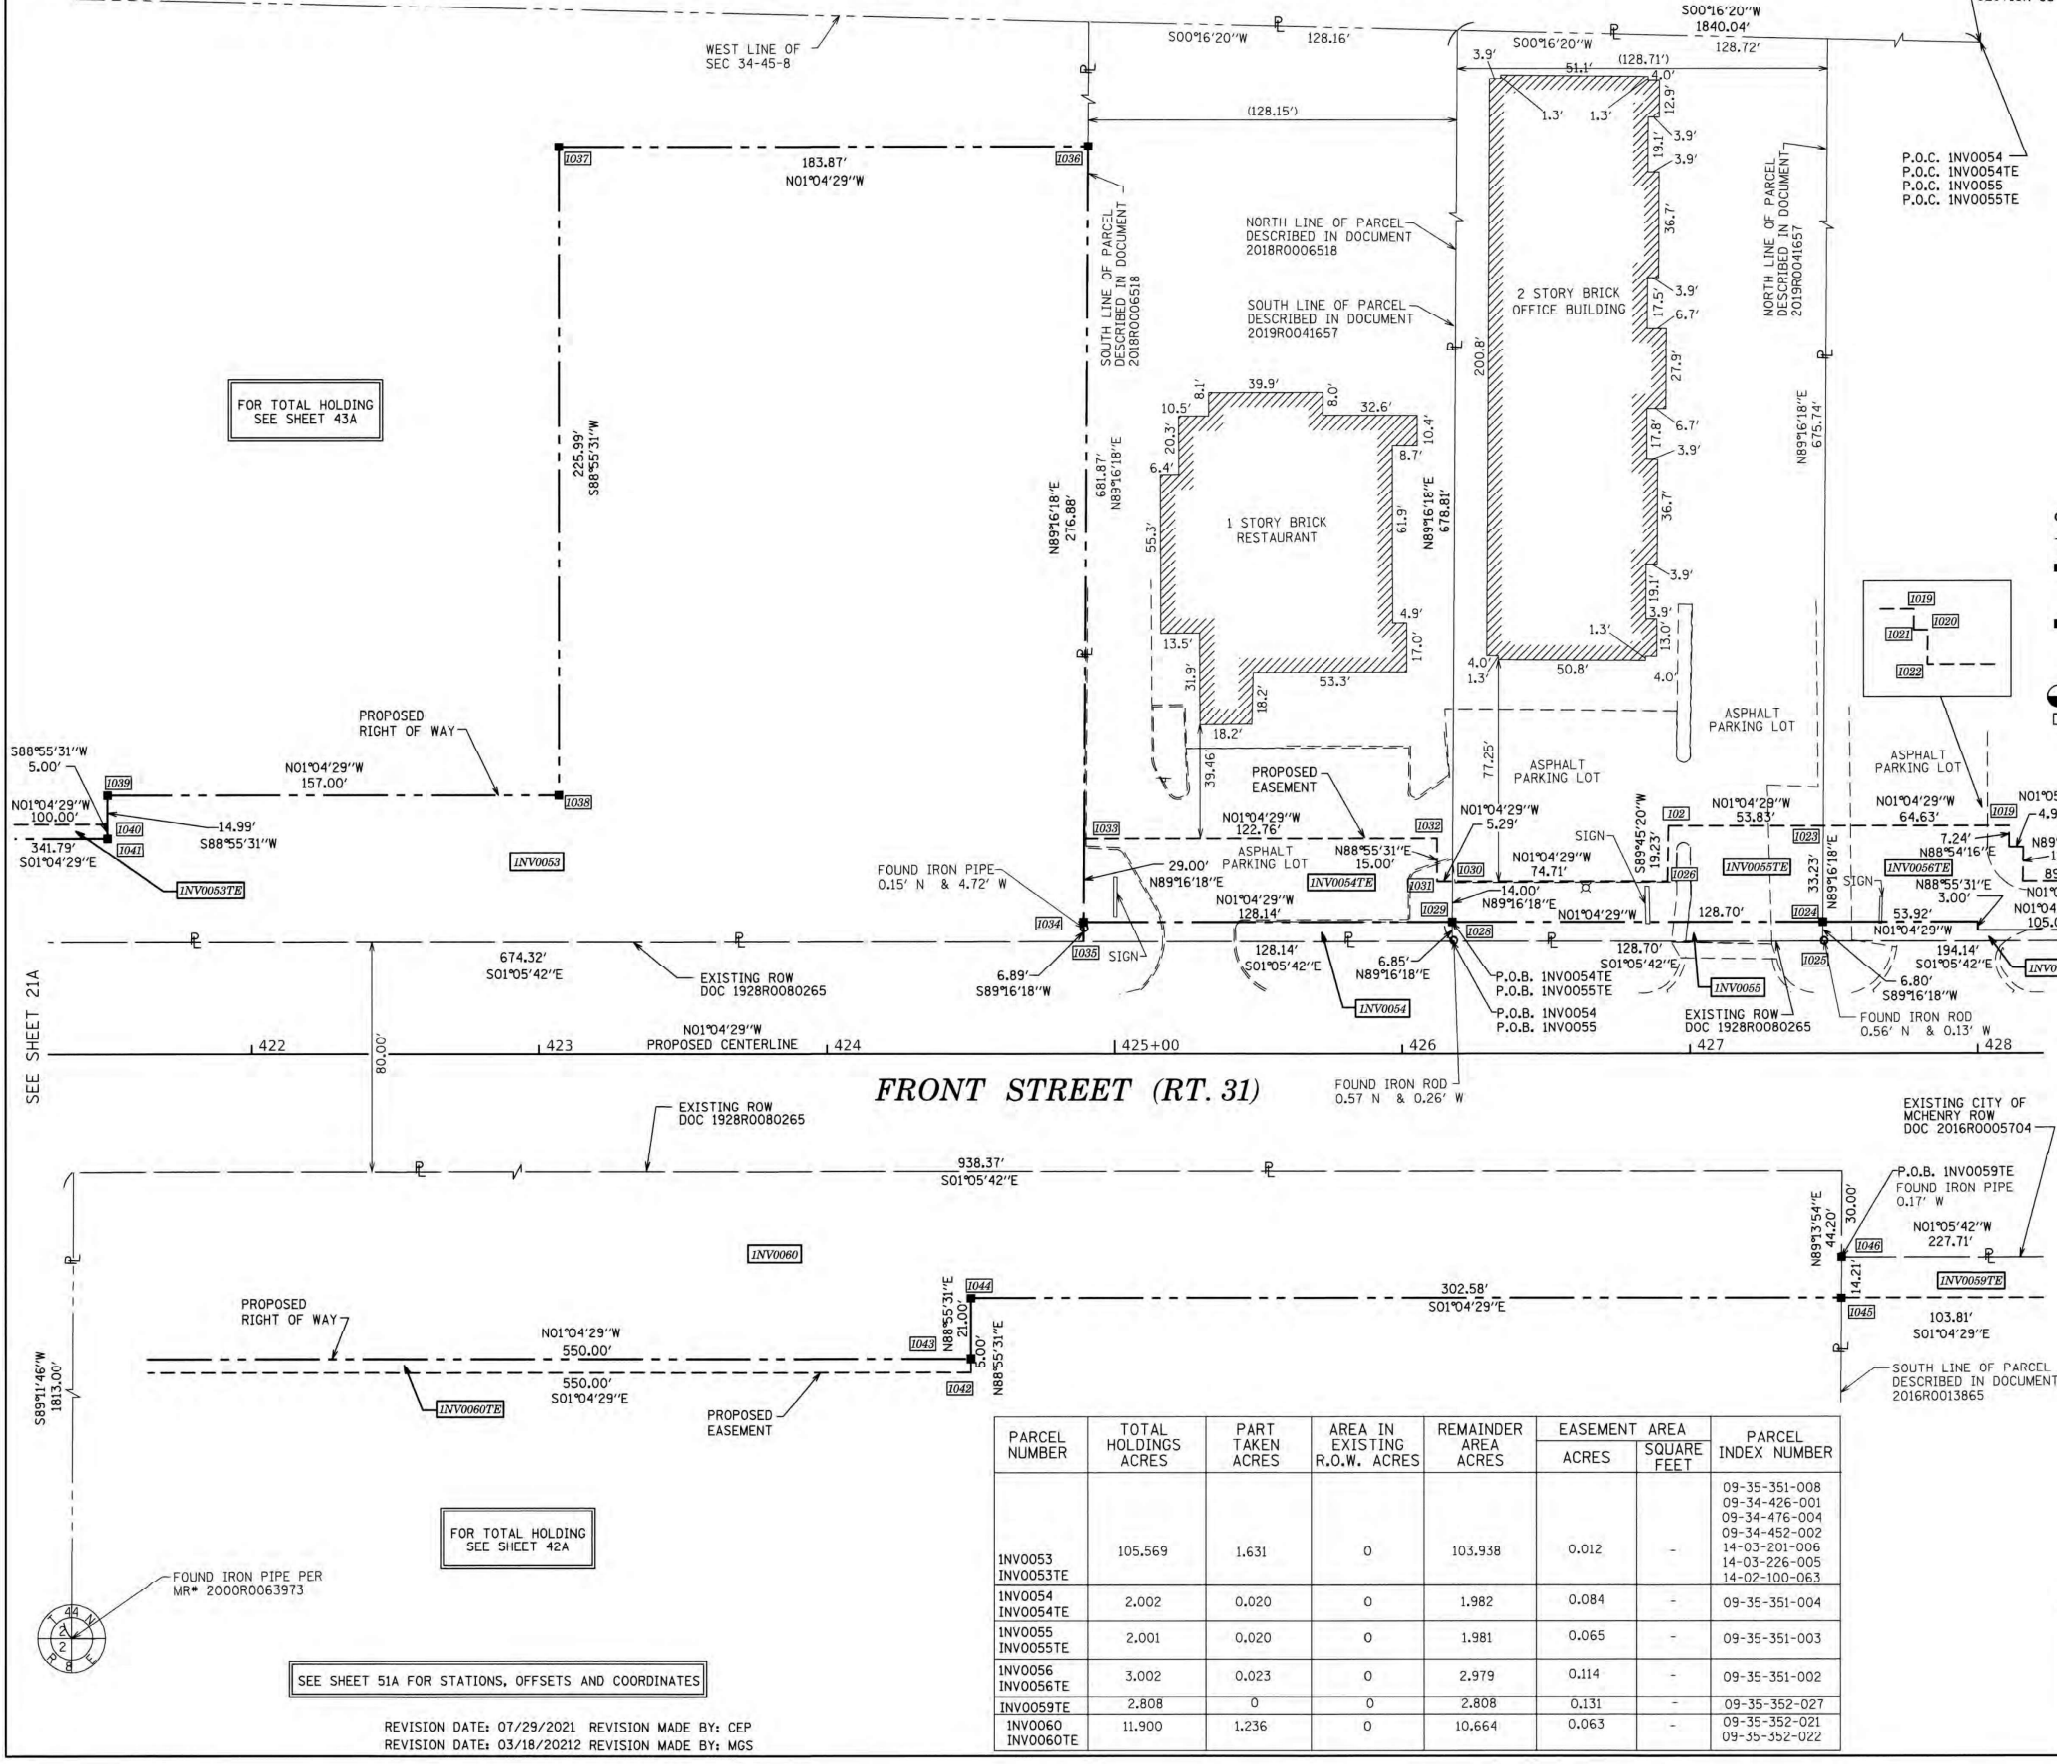 WEST LINE OF
SEC 34-45-8
S00°16'20"W
128.16'
S00°16'20"W
1840.04'
S00°16'20"W
128.72'
(128.71')
(128.15')
P.O.C. 1NV0054
P.O.C. 1NV0054TE
P.O.C. 1NV0055
P.O.C. 1NV0055TE
1037
183.87'
N01°04'29"W
1036
SOUTH LINE OF PARCEL
DESCRIBED IN DOCUMENT
2018R0006518
NORTH LINE OF PARCEL
DESCRIBED IN DOCUMENT
2018R0006518
SOUTH LINE OF PARCEL
DESCRIBED IN DOCUMENT
2019R0041657
NORTH LINE OF PARCEL
DESCRIBED IN DOCUMENT
2019R0041657
3.9'
51.1'
4.0'
1.3'
1.3'
12.9'
3.9'
19.1'
3.9'
36.7'
3.9'
17.5'
6.7'
27.9'
6.7'
17.8'
3.9'
36.7'
3.9'
19.1'
3.9'
13.0'
1.3'
4.0'
1.3'
50.8'
4.0'
200.8'
2 STORY BRICK
OFFICE BUILDING
N89°16'18"E
675.74'
FOR TOTAL HOLDING
SEE SHEET 43A
225.99'
S88°55'31"W
N89°16'18"E
276.88'
681.87'
N89°16'18"E
N89°16'18"E
678.81'
8.1'
39.9'
8.0'
10.5'
32.6'
20.3'
10.4'
6.4'
8.7'
55.3'
61.9'
1 STORY BRICK
RESTAURANT
4.9'
13.5'
17.0'
31.9'
53.3'
18.2'
18.2'
39.46'
77.25'
1019
1020
1021
1022
ASPHALT
PARKING LOT
ASPHALT
PARKING LOT
ASPHALT
PARKING LOT
PROPOSED
RIGHT OF WAY
S88°55'31"W
5.00'
1039
N01°04'29"W
157.00'
1038
N01°04'29"W
100.00'
1040
14.99'
S88°55'31"W
1041
341.79'
S01°04'29"E
1NV0053TE
1NV0053
PROPOSED
EASEMENT
1033
N01°04'29"W
122.76'
1032
N01°04'29"W
5.29'
ASPHALT
PARKING LOT
N88°55'31"E
15.00'
1030
1031
SIGN
S89°45'20"W
19.23'
102
N01°04'29"W
53.83'
1023
N01°04'29"W
64.63'
1019
7.24'
N88°54'16"E
FOUND IRON PIPE
0.15' N & 4.72' W
29.00'
N89°16'18"E
1NV0054TE
N01°04'29"W
74.71'
1026
1NV0055TE
33.23'
N89°16'18"E
1NV0056TE
SIGN
N88°55'31"E
3.00'
1034
N01°04'29"W
128.14'
1029
14.00'
N89°16'18"E
N01°04'29"W
128.70'
1024
53.92'
N01°04'29"W
1035
SIGN
1028
674.32'
S01°05'42"E
EXISTING ROW
DOC 1928R0080265
6.89'
S89°16'18"W
128.14'
S01°05'42"E
6.85'
N89°16'18"E
P.O.B. 1NV0054TE
P.O.B. 1NV0055TE
P.O.B. 1NV0054
P.O.B. 1NV0055
128.70'
S01°05'42"E
1025
194.14'
S01°05'42"E
6.80'
S89°16'18"W
1NV0054
1NV0055
EXISTING ROW
DOC 1928R0080265
FOUND IRON ROD
0.56' N & 0.13' W
SEE SHEET 21A
N01°04'29"W
PROPOSED CENTERLINE
422
423
424
425+00
426
427
428
80.00'
FRONT STREET (RT. 31)
FOUND IRON ROD
0.57 N & 0.26' W
EXISTING ROW
DOC 1928R0080265
EXISTING CITY OF
MCHENRY ROW
DOC 2016R0005704
938.37'
S01°05'42"E
P.O.B. 1NV0059TE
FOUND IRON PIPE
0.17' W
N89°13'54"E
44.20'
30.00'
1046
N01°05'42"W
227.71'
1NV0060
1NV0059TE
14.21'
1044
302.58'
S01°04'29"E
1045
103.81'
S01°04'29"E
PROPOSED
RIGHT OF WAY
N01°04'29"W
550.00'
1043
N88°55'31"E
21.00'
5.00'
N88°55'31"E
1042
550.00'
S01°04'29"E
1NV0060TE
PROPOSED
EASEMENT
S89°11'46"W
1813.00'
SOUTH LINE OF PARCEL
DESCRIBED IN DOCUMENT
2016R0013865
FOR TOTAL HOLDING
SEE SHEET 42A
FOUND IRON PIPE PER
MR# 2000R0063973
T 44 N
2
2
R 8 E
SEE SHEET 51A FOR STATIONS, OFFSETS AND COORDINATES
REVISION DATE: 07/29/2021 REVISION MADE BY: CEP
REVISION DATE: 03/18/20212 REVISION MADE BY: MGS
PARCEL NUMBER TOTAL HOLDINGS ACRES PART TAKEN ACRES AREA IN EXISTING R.O.W. ACRES REMAINDER AREA ACRES EASEMENT AREA ACRES SQUARE FEET PARCEL INDEX NUMBER
09-35-351-008
09-34-426-001
09-34-476-004
09-34-452-002
14-03-201-006
14-03-226-005
14-02-100-063
1NV0053 1NV0053TE 105.569 1.631 0 103.938 0.012 -
1NV0054 1NV0054TE 2.002 0.020 0 1.982 0.084 - 09-35-351-004
1NV0055 1NV0055TE 2.001 0.020 0 1.981 0.065 - 09-35-351-003
1NV0056 1NV0056TE 3.002 0.023 0 2.979 0.114 - 09-35-351-002
1NV0059TE 2.808 0 0 2.808 0.131 - 09-35-352-027
1NV0060 1NV0060TE 11.900 1.236 0 10.664 0.063 - 09-35-352-021 09-35-352-022